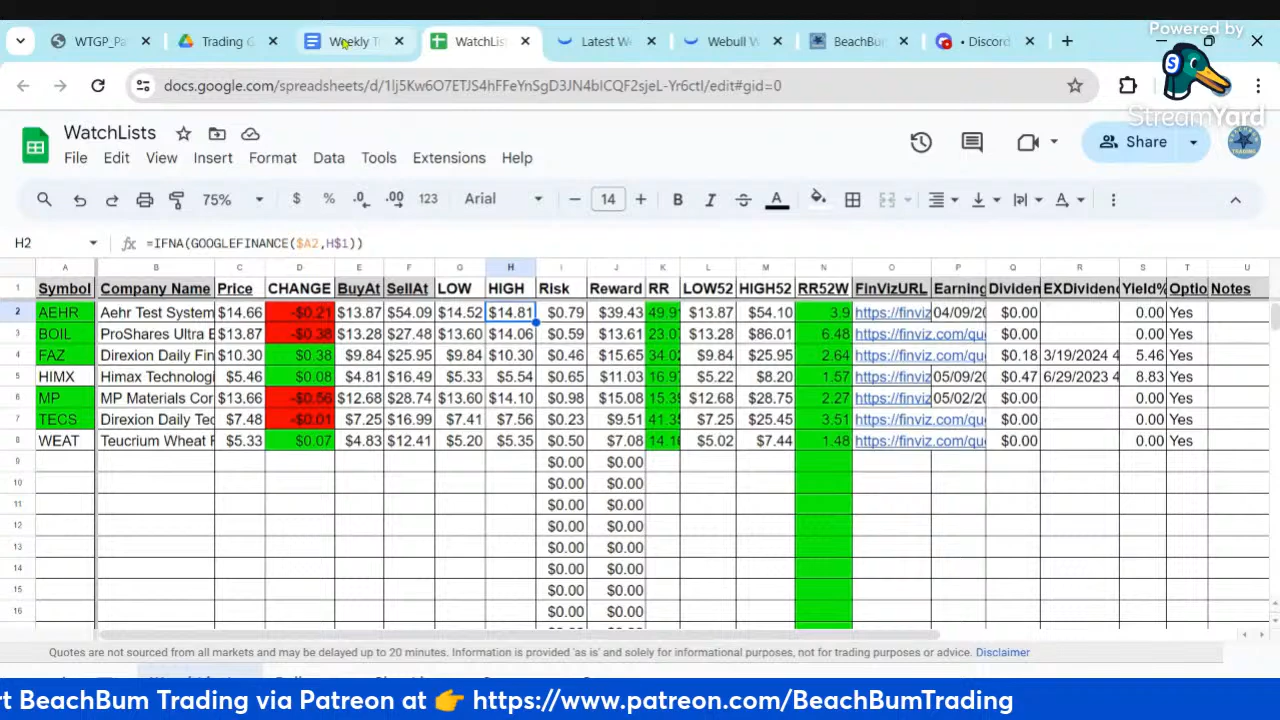 Powered by
StreamYard
WTGP_Pa
Trading G
Weekly T
WatchLis
Latest W
Webull W
BeachBur
• Discord
docs.google.com/spreadsheets/d/1lj5Kw6O7ETJS4hFFeYnSgD3JN4bICQF2sjeL-Yr6ctI/edit#gid=0
WatchLists
File Edit View Insert Format Data Tools Extensions Help
Share
75% $ % .0 .00 123 Arial 14 B I A
H2 fx =IFNA(GOOGLEFINANCE($A2,H$1))
A B C D E F G H I J K L M N O P Q R S T U
1 Symbol Company Name Price CHANGE BuyAt SellAt LOW HIGH RIsk Reward RR LOW52 HIGH52 RR52W FinVizURL Earning Dividen EXDividen Yield% Optio Notes
2 AEHR Aehr Test System $14.66 -$0.21 $13.87 $54.09 $14.52 $14.81 $0.79 $39.43 49.91 $13.87 $54.10 3.9 https://finviz 04/09/20 $0.00 0.00 Yes
3 BOIL ProShares Ultra B $13.87 -$0.38 $13.28 $27.48 $13.60 $14.06 $0.59 $13.61 23.07 $13.28 $86.01 6.48 https://finviz.com/quo $0.00 0.00 Yes
4 FAZ Direxion Daily Fin $10.30 $0.38 $9.84 $25.95 $9.84 $10.30 $0.46 $15.65 34.02 $9.84 $25.95 2.64 https://finviz.com/quo $0.18 3/19/2024 4 5.46 Yes
5 HIMX Himax Technologi $5.46 $0.08 $4.81 $16.49 $5.33 $5.54 $0.65 $11.03 16.97 $5.22 $8.20 1.57 https://finviz 05/09/20 $0.47 6/29/2023 4 8.83 Yes
6 MP MP Materials Cor $13.66 -$0.56 $12.68 $28.74 $13.60 $14.10 $0.98 $15.08 15.39 $12.68 $28.75 2.27 https://finviz 05/02/20 $0.00 0.00 Yes
7 TECS Direxion Daily Tec $7.48 -$0.01 $7.25 $16.99 $7.41 $7.56 $0.23 $9.51 41.35 $7.25 $25.45 3.51 https://finviz.com/quo $0.00 0.00 Yes
8 WEAT Teucrium Wheat F $5.33 $0.07 $4.83 $12.41 $5.20 $5.35 $0.50 $7.08 14.16 $5.02 $7.44 1.48 https://finviz.com/quo $0.00 0.00 Yes
9 $0.00 $0.00
10 $0.00 $0.00
11 $0.00 $0.00
12 $0.00 $0.00
13 $0.00 $0.00
14 $0.00 $0.00
15 $0.00 $0.00
16 $0.00 $0.00
Quotes are not sourced from all markets and may be delayed up to 20 minutes. Information is provided 'as is' and solely for informational purposes, not for trading purposes or advice. Disclaimer
rt BeachBum Trading via Patreon at 👉 https://www.patreon.com/BeachBumTrading